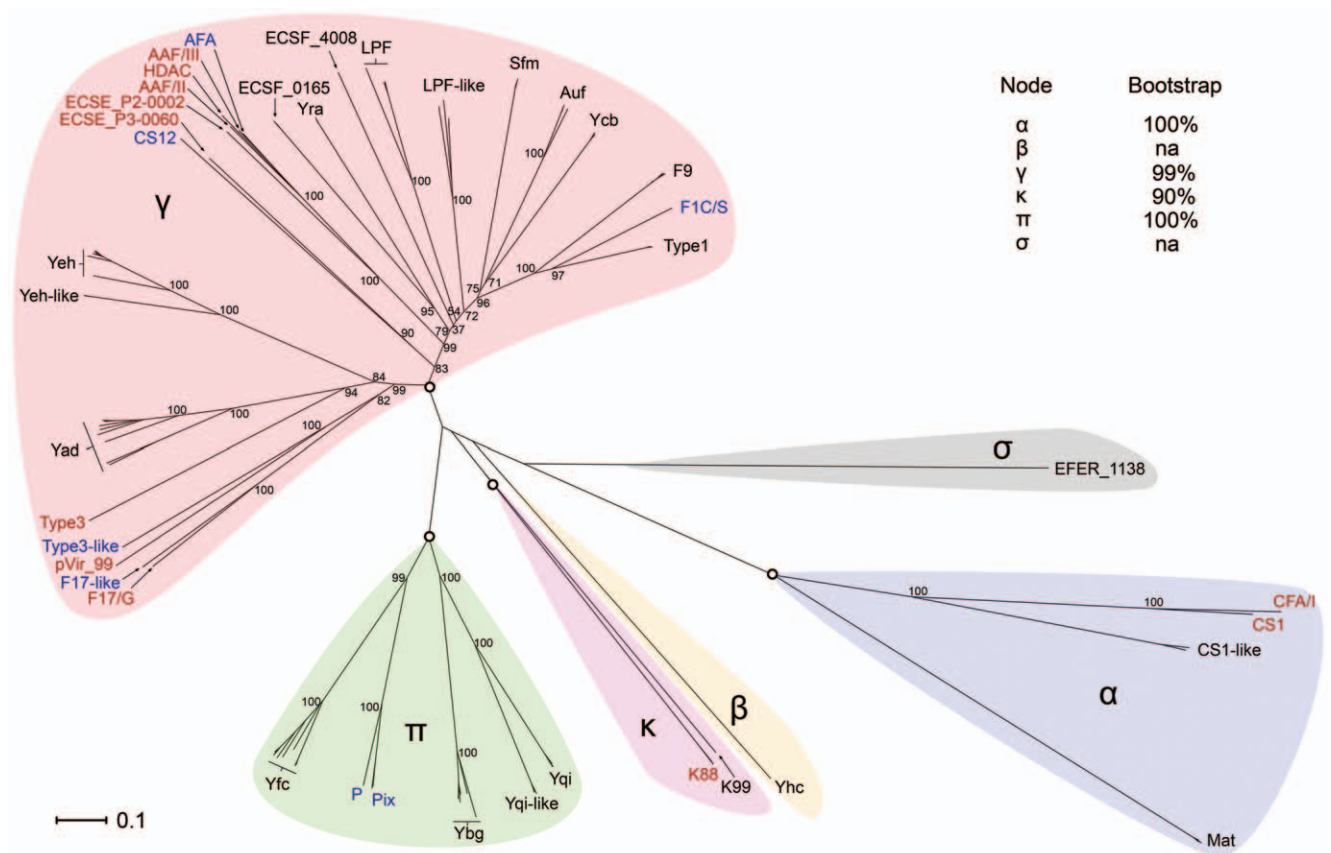 AFA
AAF/III
HDAC
AAF/II
ECSE_P2-0002
ECSE_P3-0060
CS12
ECSF_4008
LPF
ECSF_0165
Yra
LPF-like
Sfm
Auf
Ycb
F9
F1C/S
Type1
Node Bootstrap
α 100%
β na
γ 99%
κ 90%
π 100%
σ na
100
100
100
100
100
97
γ
Yeh
Yeh-like
100
100
100
90
95
54
75
71
96
72
37
79
99
83
84
94
99
82
100
100
Yad
100
100
Type3
Type3-like
pVir_99
F17-like
F17/G
σ
EFER_1138
99
100
100
100
100
100
π
Yfc
P
Pix
Ybg
Yqi-like
Yqi
κ
K88
K99
β
Yhc
100
100
CFA/I
CS1
CS1-like
α
Mat
0.1